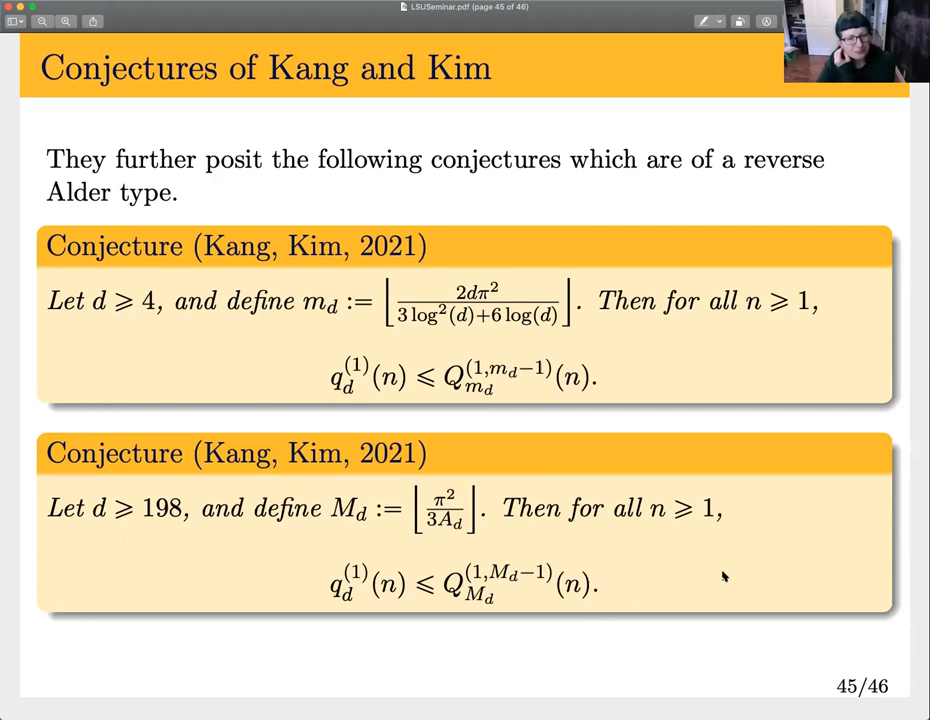 LSUSeminar.pdf (page 45 of 46)
Conjectures of Kang and Kim
They further posit the following conjectures which are of a reverse
Alder type.
Conjecture (Kang, Kim, 2021)
Let d ⩾ 4, and define m_d := ⌊2dπ²/(3 log²(d)+6 log(d))⌋. Then for all n ⩾ 1,
q_d^{(1)}(n) ⩽ Q_{m_d}^{(1,m_d−1)}(n).
Conjecture (Kang, Kim, 2021)
Let d ⩾ 198, and define M_d := ⌊π²/(3A_d)⌋. Then for all n ⩾ 1,
q_d^{(1)}(n) ⩽ Q_{M_d}^{(1,M_d−1)}(n).
45/46